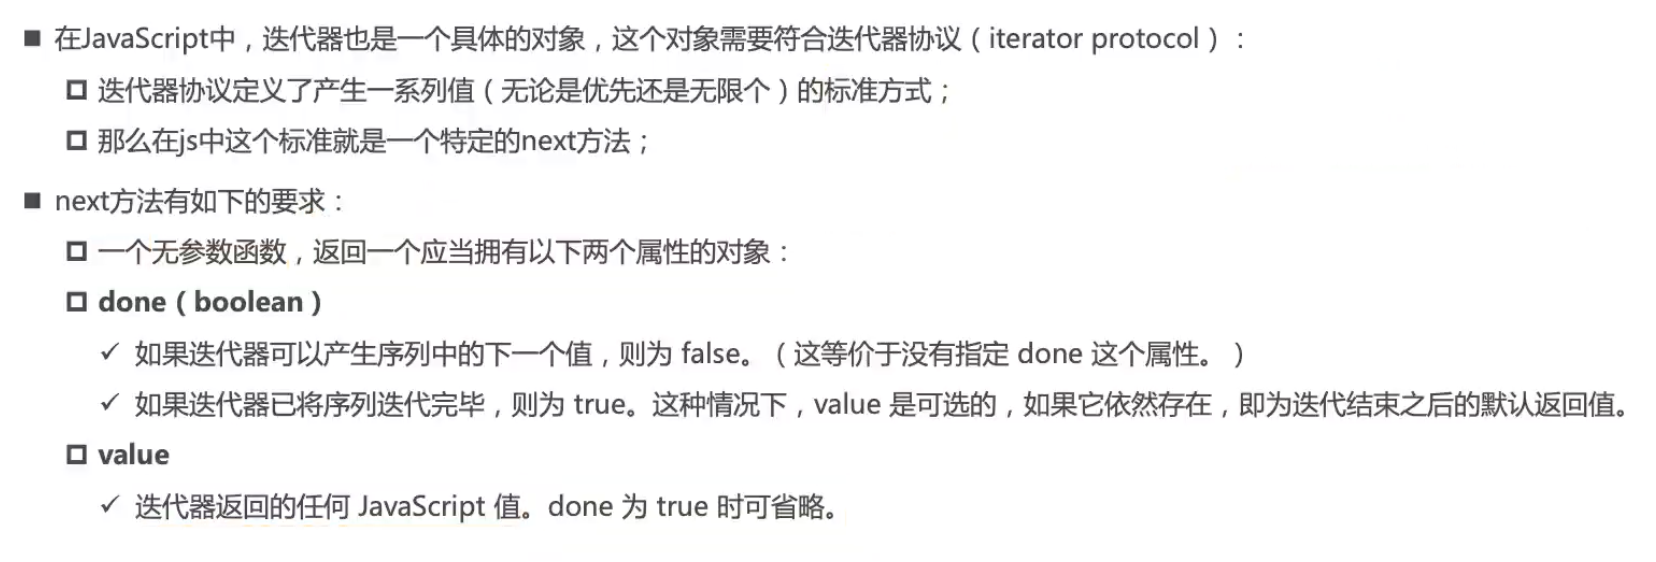 ■ 在JavaScript中，迭代器也是一个具体的对象，这个对象需要符合迭代器协议（iterator protocol）：
迭代器协议定义了产生一系列值（无论是优先还是无限个）的标准方式；
那么在js中这个标准就是一个特定的next方法；
■ next方法有如下的要求：
一个无参数函数，返回一个应当拥有以下两个属性的对象：
done（boolean）
✓ 如果迭代器可以产生序列中的下一个值，则为 false。（这等价于没有指定 done 这个属性。）
✓ 如果迭代器已将序列迭代完毕，则为 true。这种情况下，value 是可选的，如果它依然存在，即为迭代结束之后的默认返回值。
value
✓ 迭代器返回的任何 JavaScript 值。done 为 true 时可省略。